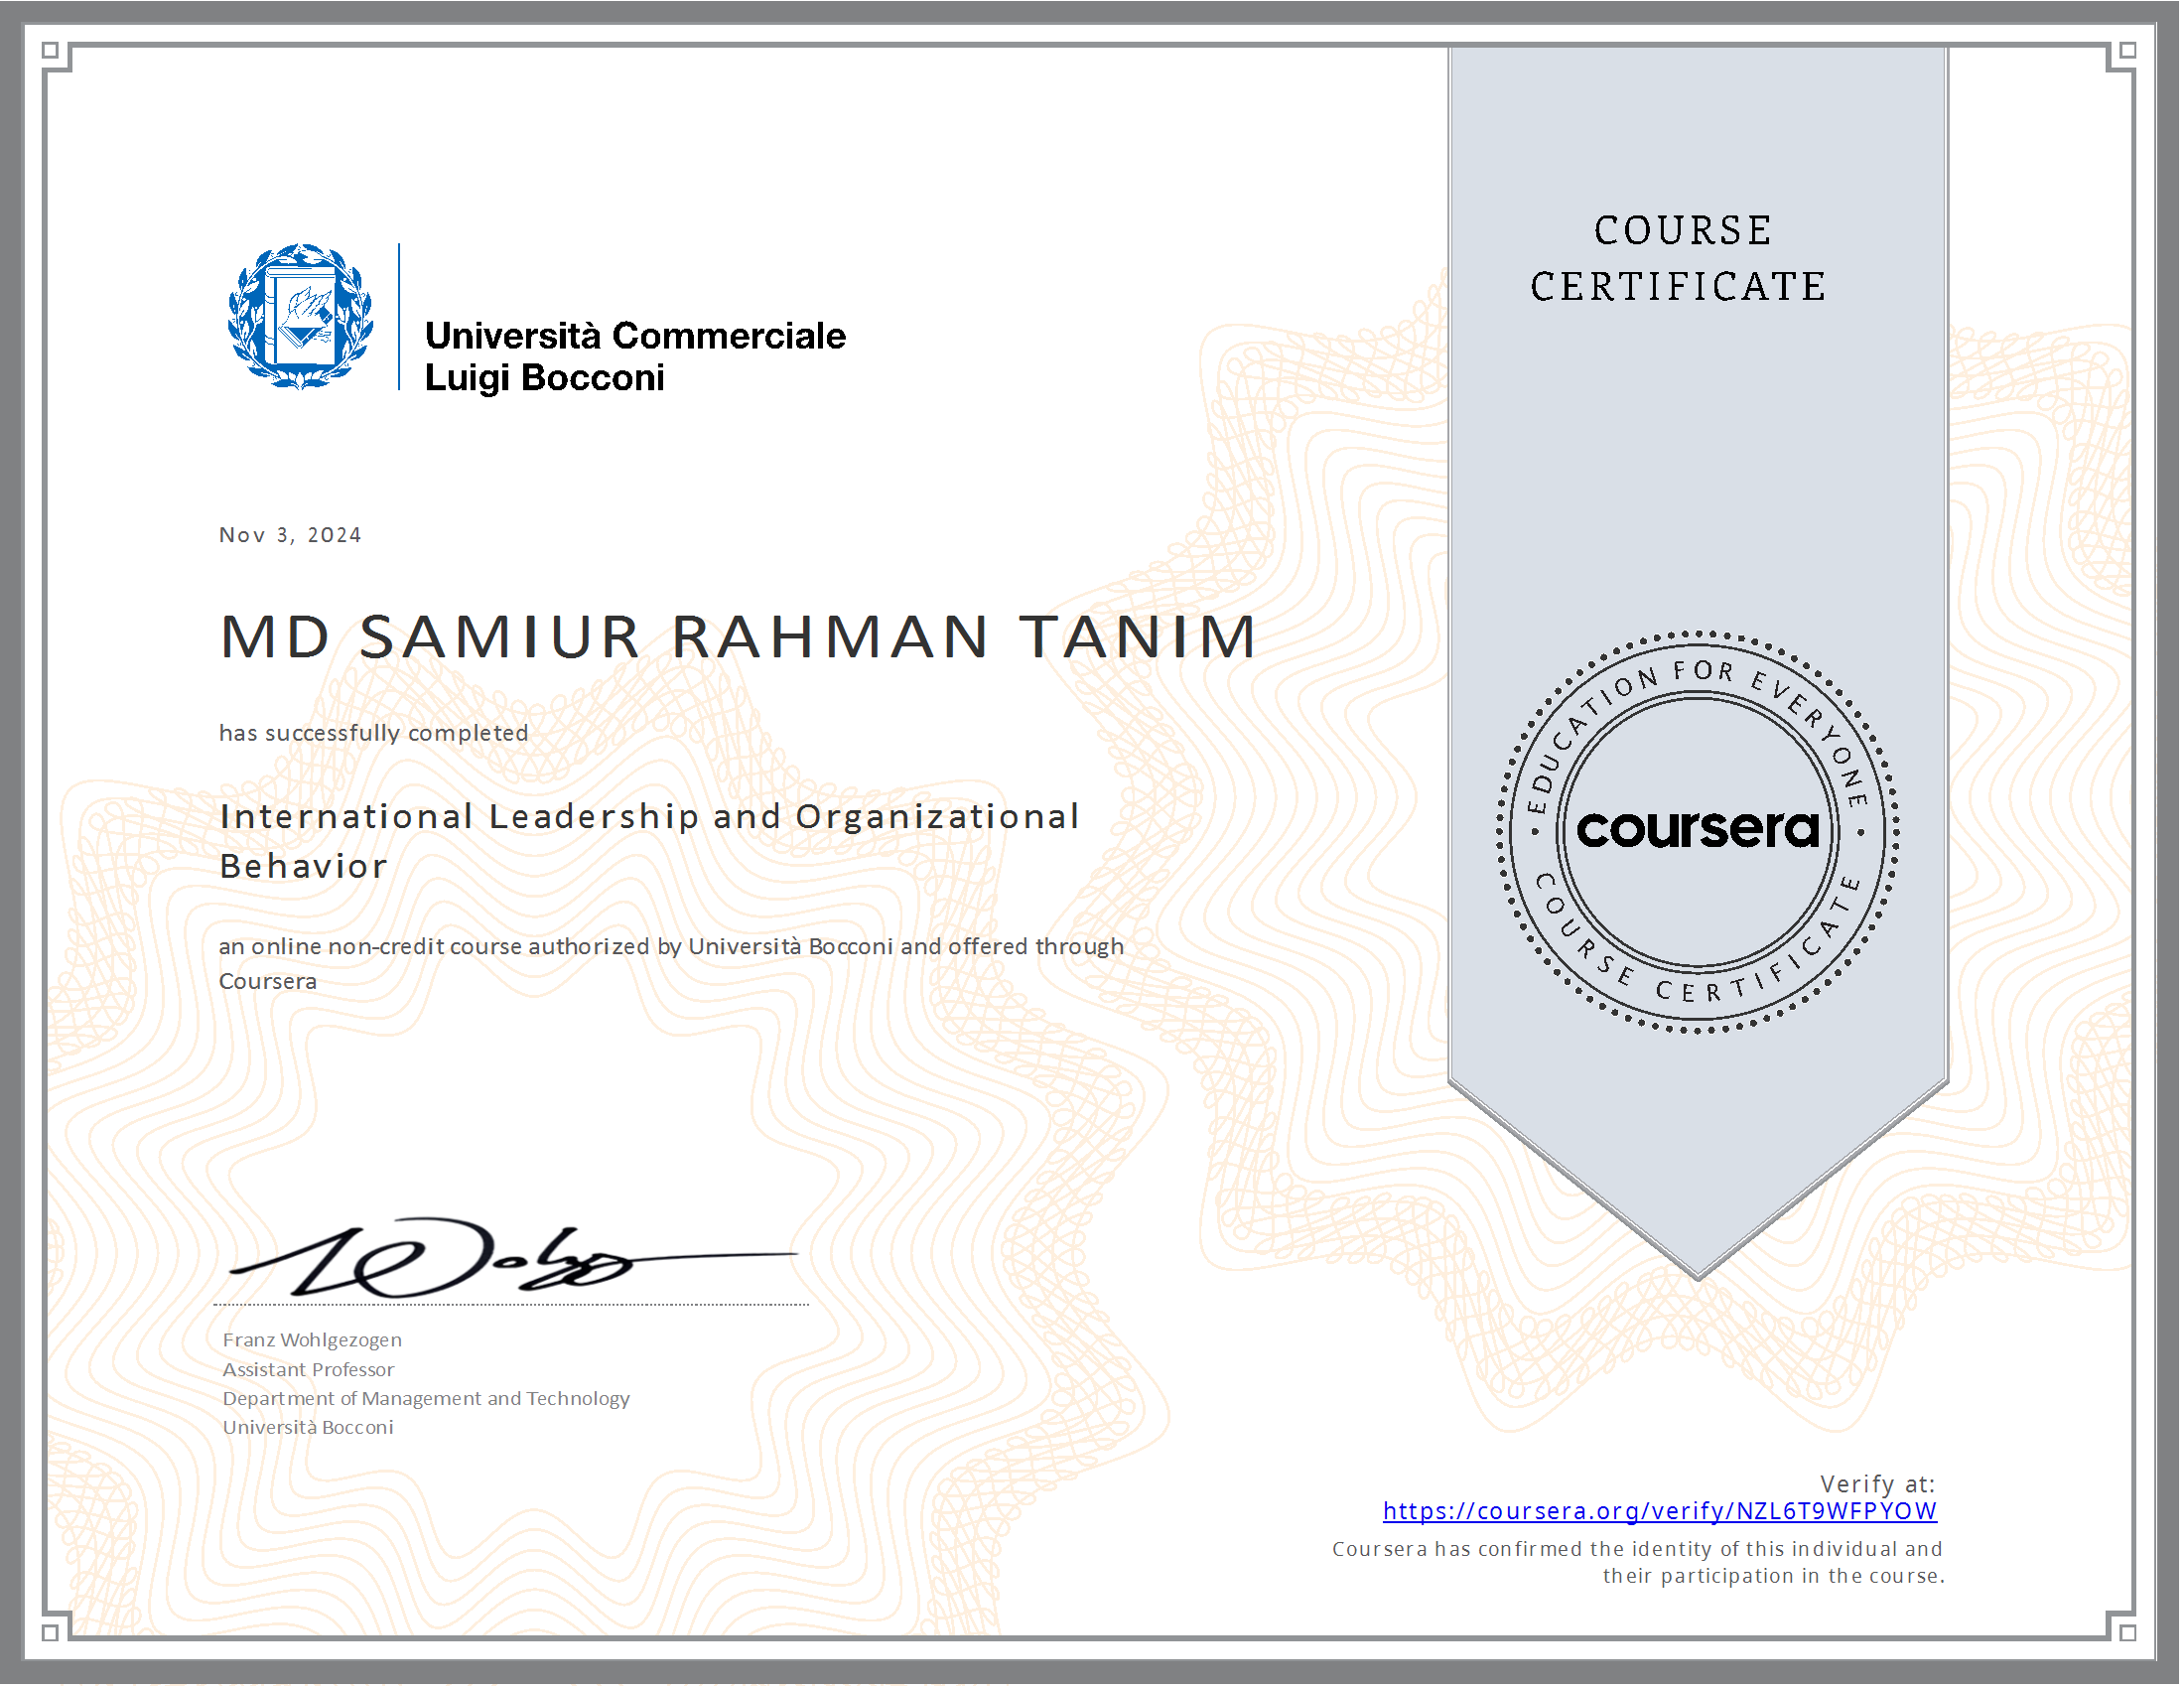 COURSE
CERTIFICATE
Università Commerciale
Luigi Bocconi
Nov 3, 2024
MD SAMIUR RAHMAN TANIM
has successfully completed
International Leadership and Organizational
Behavior
an online non-credit course authorized by Università Bocconi and offered through
Coursera
EDUCATION FOR EVERYONE
coursera
COURSE CERTIFICATE
Franz Wohlgezogen
Assistant Professor
Department of Management and Technology
Università Bocconi
Verify at:
https://coursera.org/verify/NZL6T9WFPYOW
Coursera has confirmed the identity of this individual and
their participation in the course.